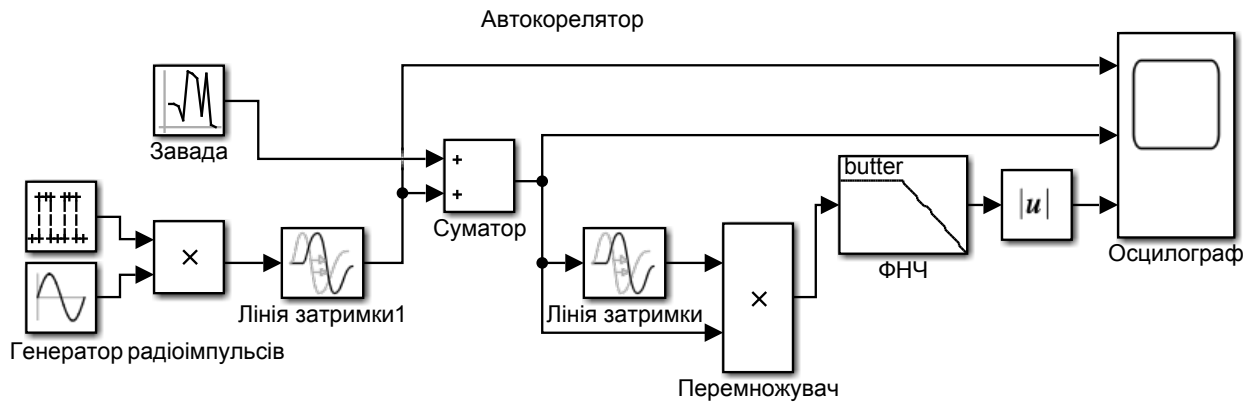 Автокорелятор
Завада
+
+
Суматор
butter
|u|
ФНЧ
Осцилограф
×
Лінія затримки1
Лінія затримки
×
Генератор радіоімпульсів
Перемножувач